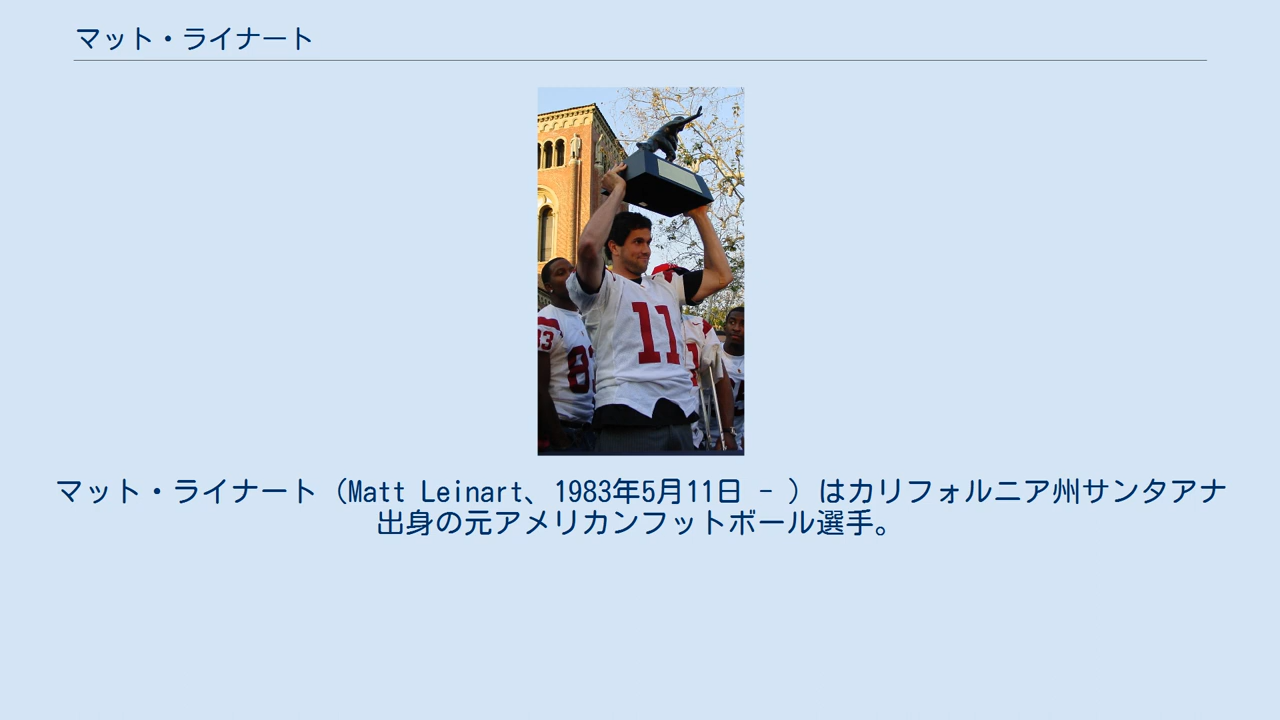 マット・ライナート
83
83
11
マット・ライナート（Matt Leinart、1983年5月11日 - ）はカリフォルニア州サンタアナ
出身の元アメリカンフットボール選手。